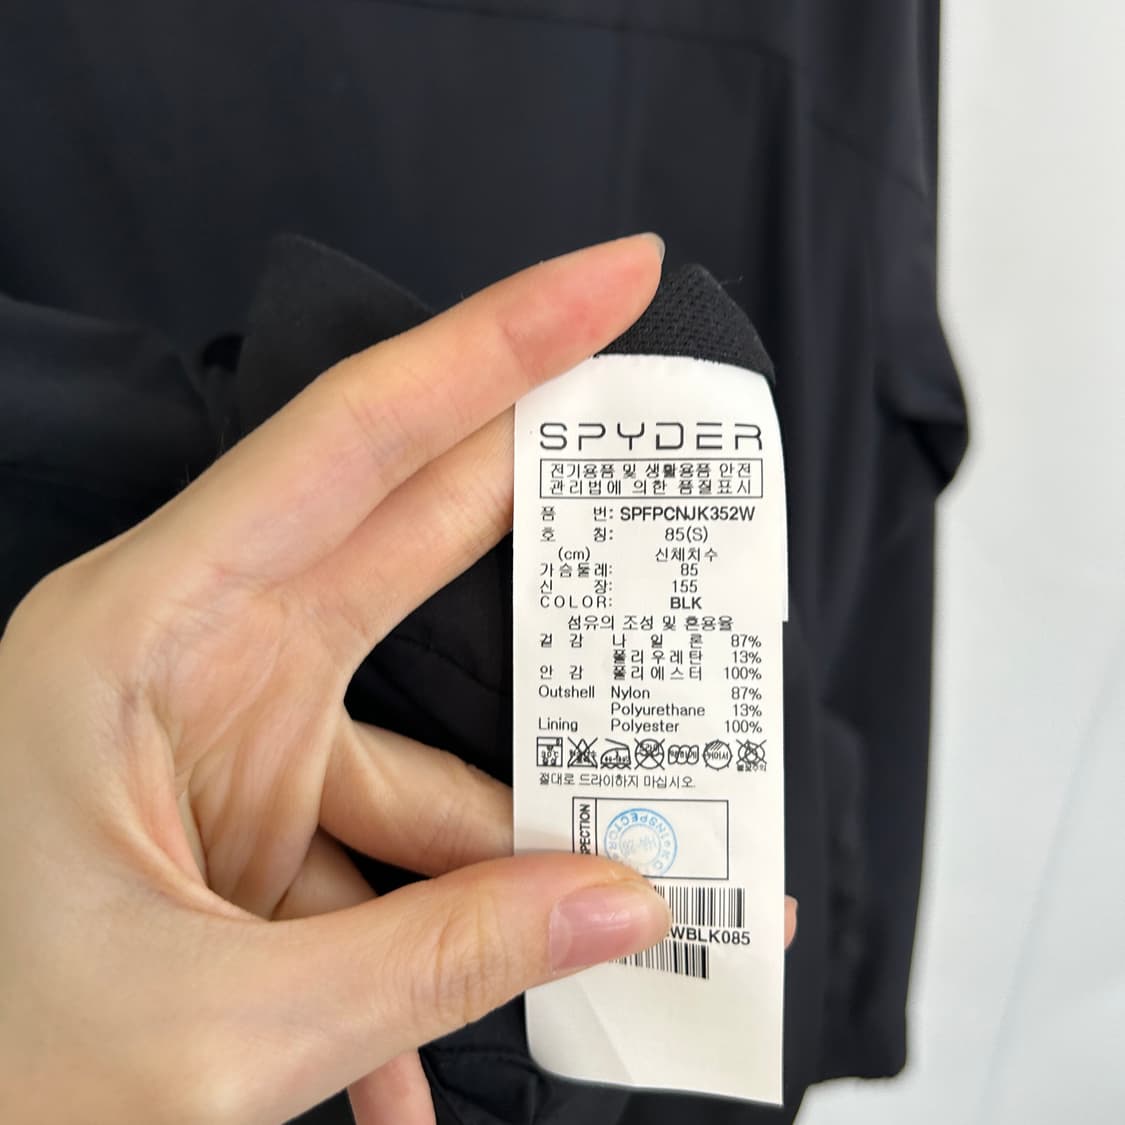 SPYDER
전기용품 및 생활용품 안전
관리법에 의한 품질표시
품 번: SPFPCNJK352W
호 칭: 85(S)
(cm) 신체치수
가슴둘레: 85
신 장: 155
COLOR: BLK
섬유의 조성 및 혼용율
겉 감 나 일 론 87%
폴리우레탄 13%
안 감 폴리에스터 100%
Outshell Nylon 87%
Polyurethane 13%
Lining Polyester 100%
절대로 드라이하지 마십시오.
PECTION
INSPECTOR
WBLK085